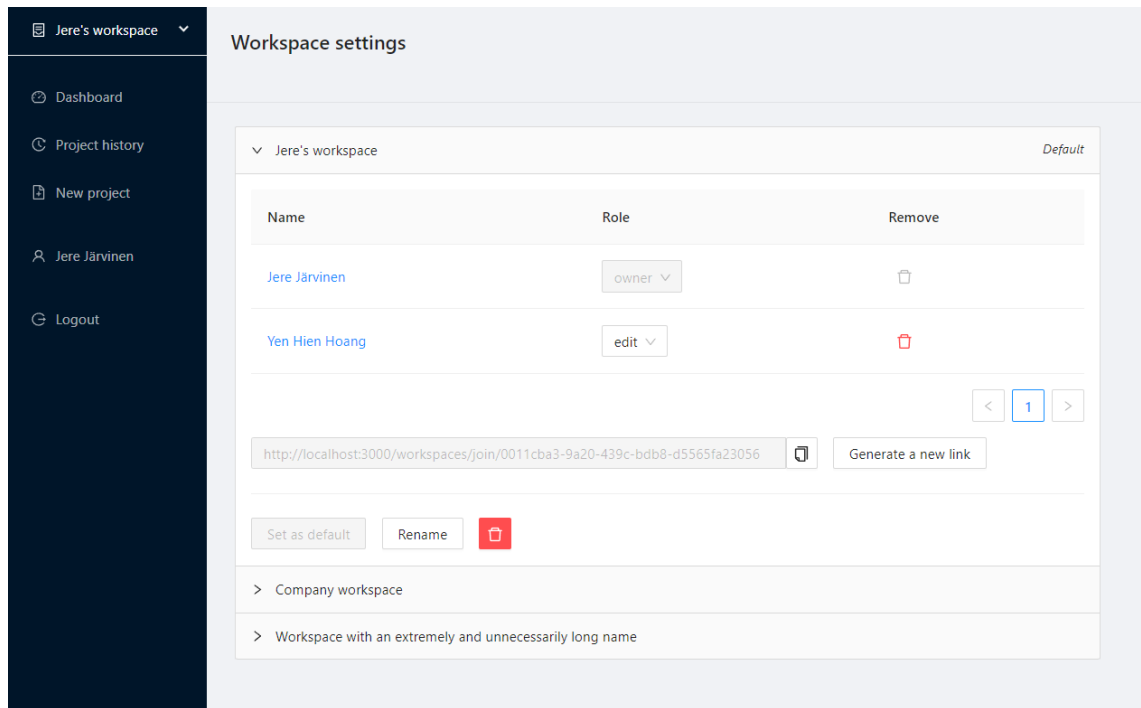 Jere's workspace
Dashboard
Project history
New project
Jere Järvinen
Logout
Workspace settings
Jere's workspace Default
Name Role Remove
Jere Järvinen owner
Yen Hien Hoang edit
< 1 >
http://localhost:3000/workspaces/join/0011cba3-9a20-439c-bdb8-d5565fa23056 Generate a new link
Set as default Rename
Company workspace
Workspace with an extremely and unnecessarily long name